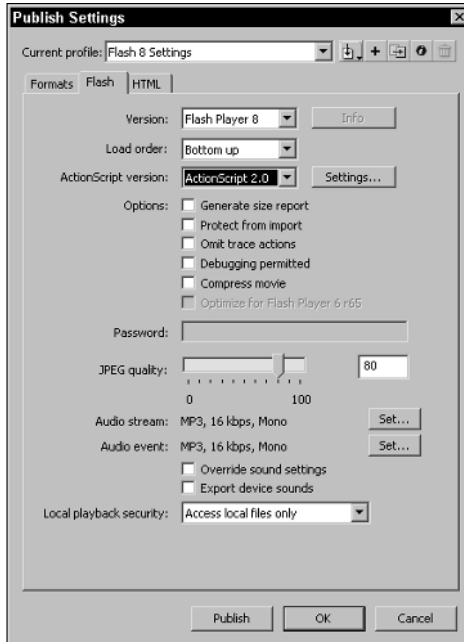 Publish Settings
Current profile: Flash 8 Settings
Formats Flash HTML
Version: Flash Player 8 Info
Load order: Bottom up
ActionScript version: ActionScript 2.0 Settings...
Options: Generate size report
Protect from import
Omit trace actions
Debugging permitted
Compress movie
Optimize for Flash Player 6 r65
Password:
JPEG quality: 80
0 100
Audio stream: MP3, 16 kbps, Mono Set...
Audio event: MP3, 16 kbps, Mono Set...
Override sound settings
Export device sounds
Local playback security: Access local files only
Publish OK Cancel